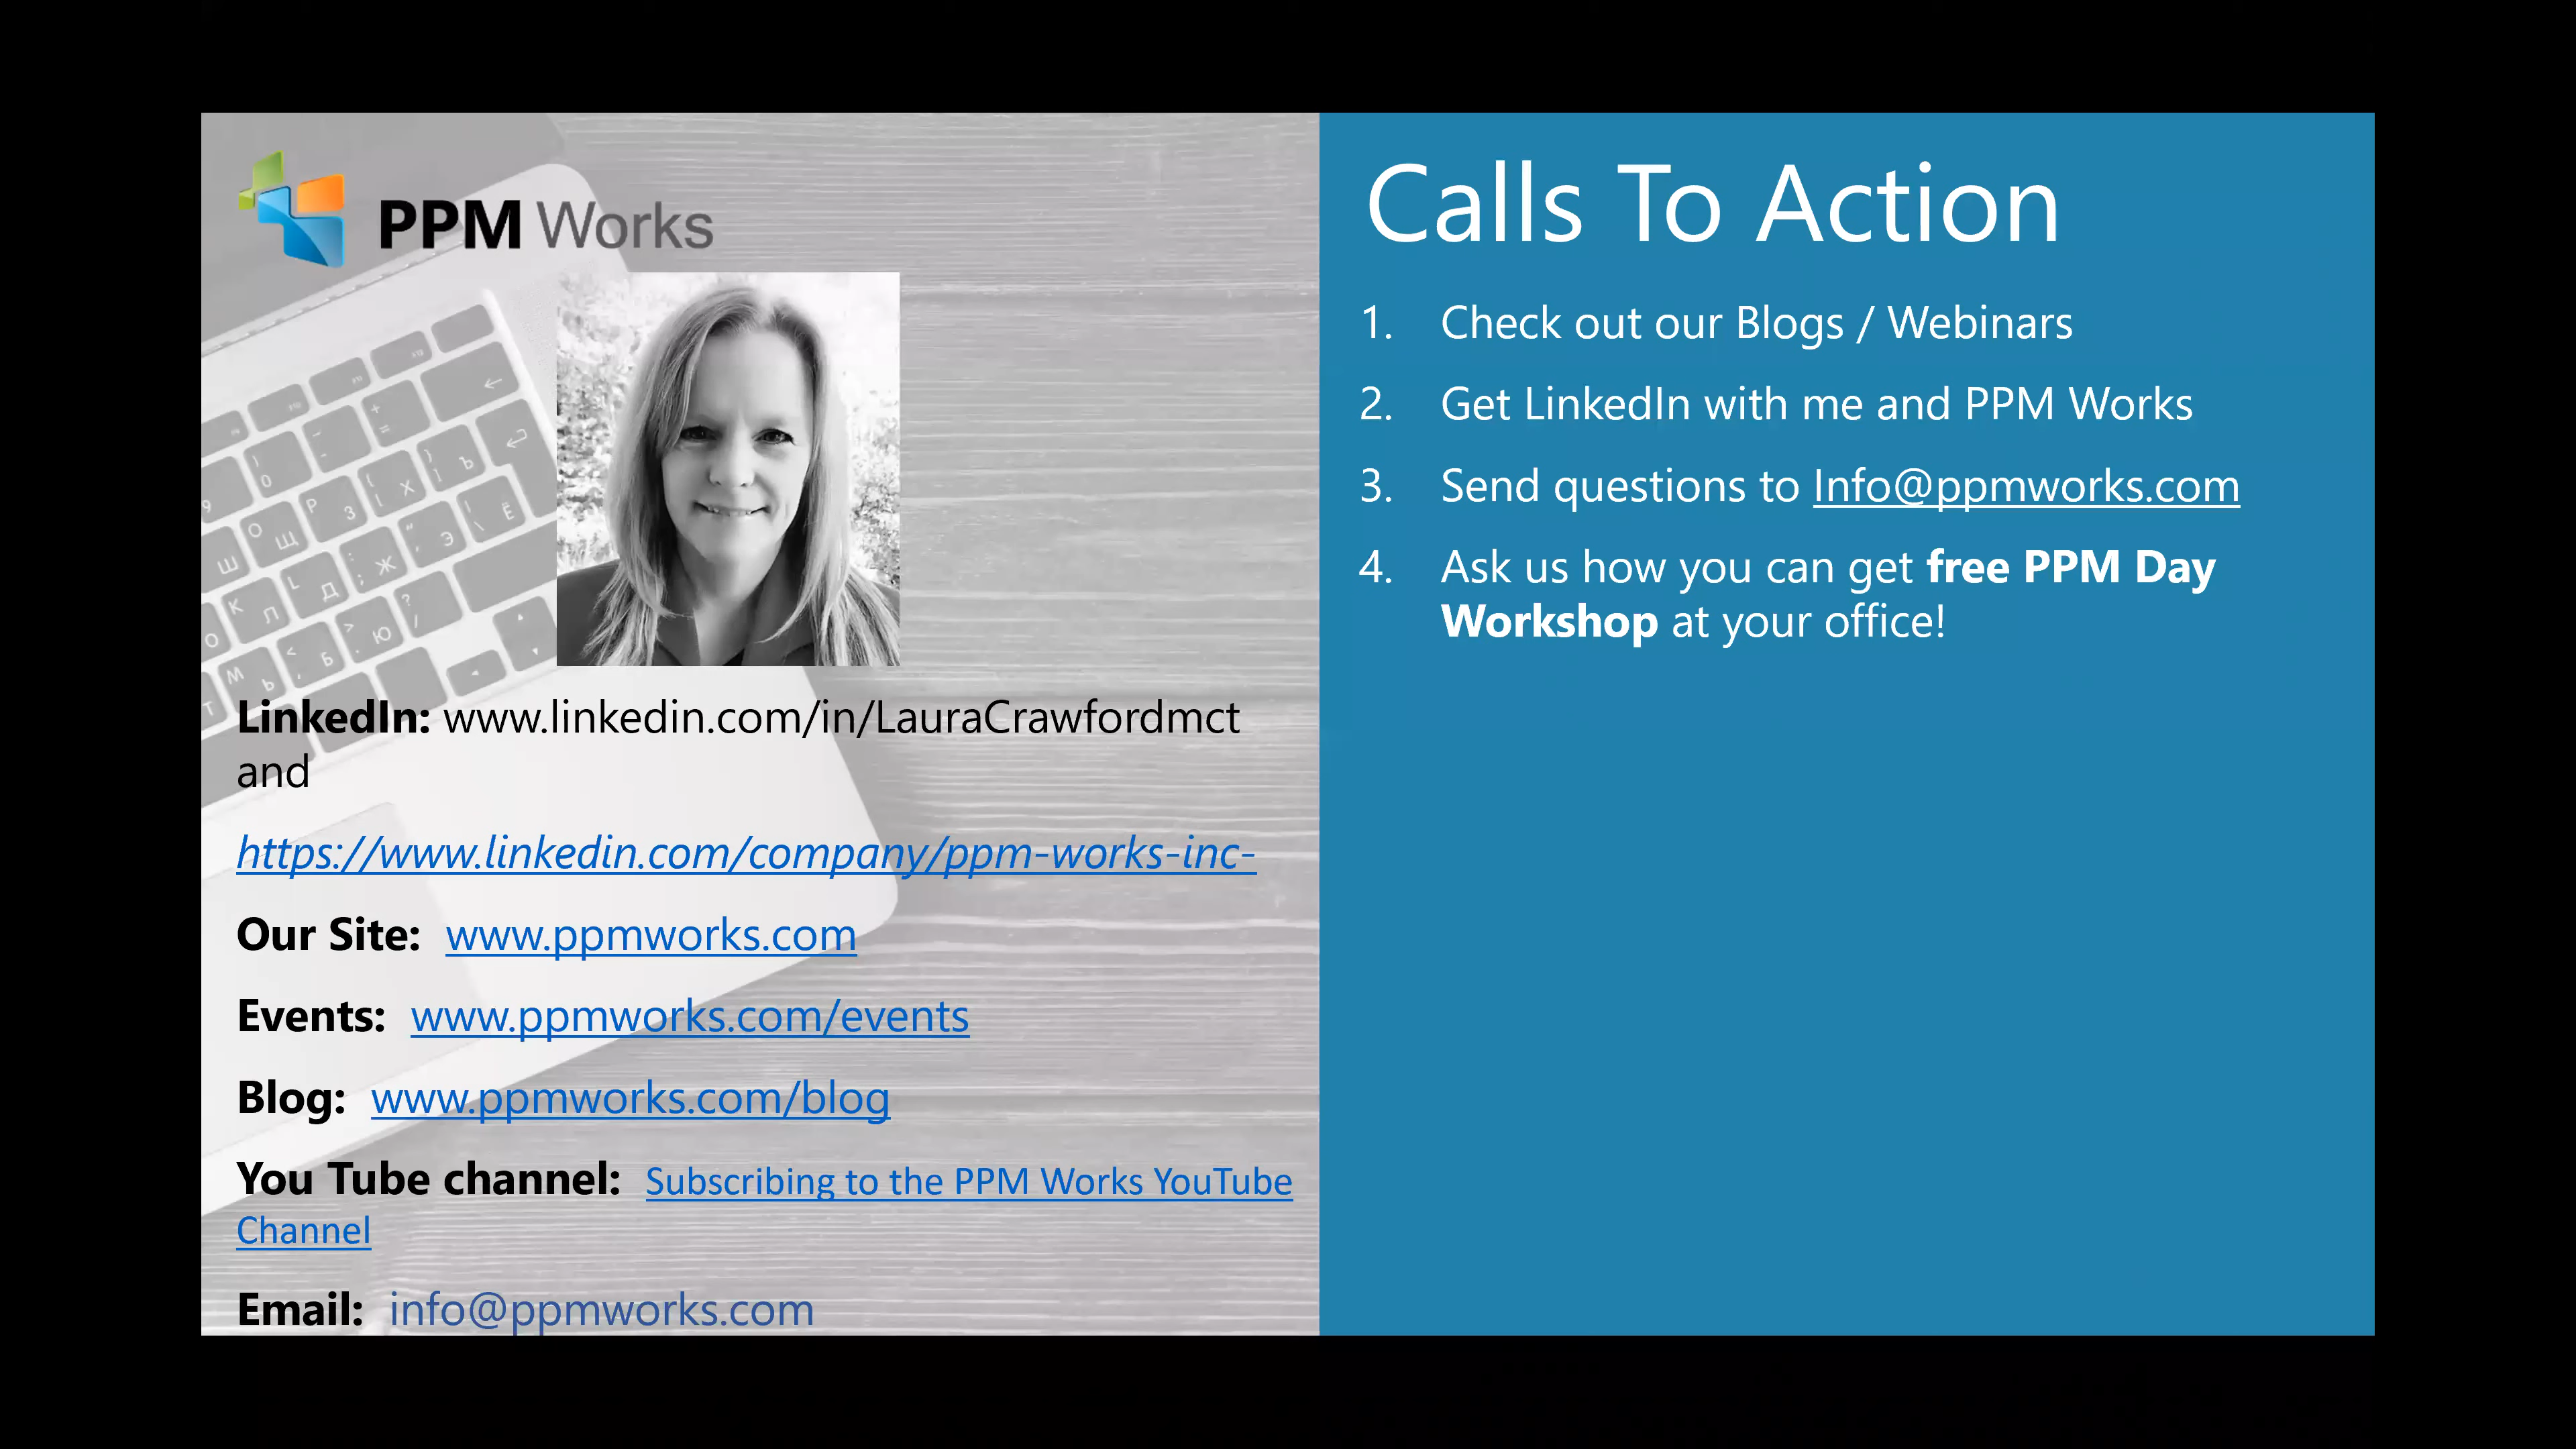 PPM Works
LinkedIn: www.linkedin.com/in/LauraCrawfordmct
and
https://www.linkedin.com/company/ppm-works-inc-
Our Site: www.ppmworks.com
Events: www.ppmworks.com/events
Blog: www.ppmworks.com/blog
You Tube channel: Subscribing to the PPM Works YouTube
Channel
Email: info@ppmworks.com
Calls To Action
1. Check out our Blogs / Webinars
2. Get LinkedIn with me and PPM Works
3. Send questions to Info@ppmworks.com
4. Ask us how you can get free PPM Day
Workshop at your office!